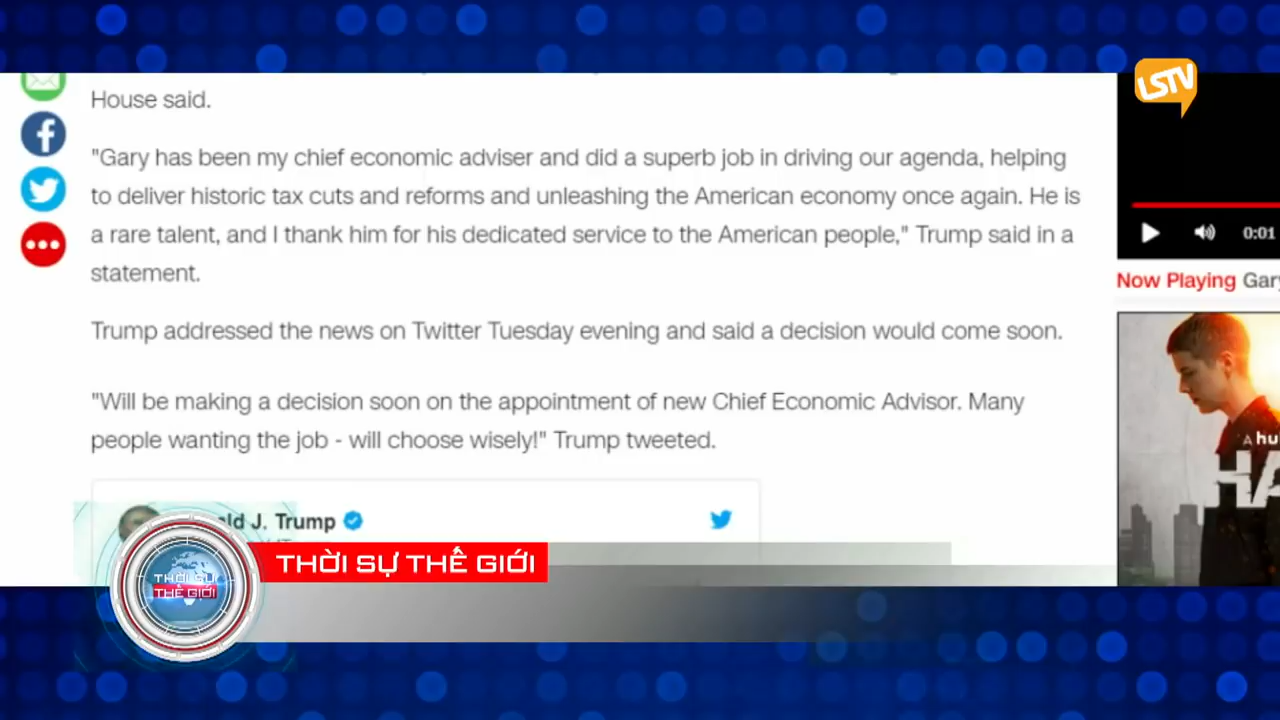 LSTV
House said.
"Gary has been my chief economic adviser and did a superb job in driving our agenda, helping
to deliver historic tax cuts and reforms and unleashing the American economy once again. He is
a rare talent, and I thank him for his dedicated service to the American people," Trump said in a
statement.
0:01
Now Playing Gary
Trump addressed the news on Twitter Tuesday evening and said a decision would come soon.
"Will be making a decision soon on the appointment of new Chief Economic Advisor. Many
people wanting the job - will choose wisely!" Trump tweeted.
A hu
HA
ld J. Trump
THỜI SỰ THẾ GIỚI
THỜI SỰ
THẾ GIỚI